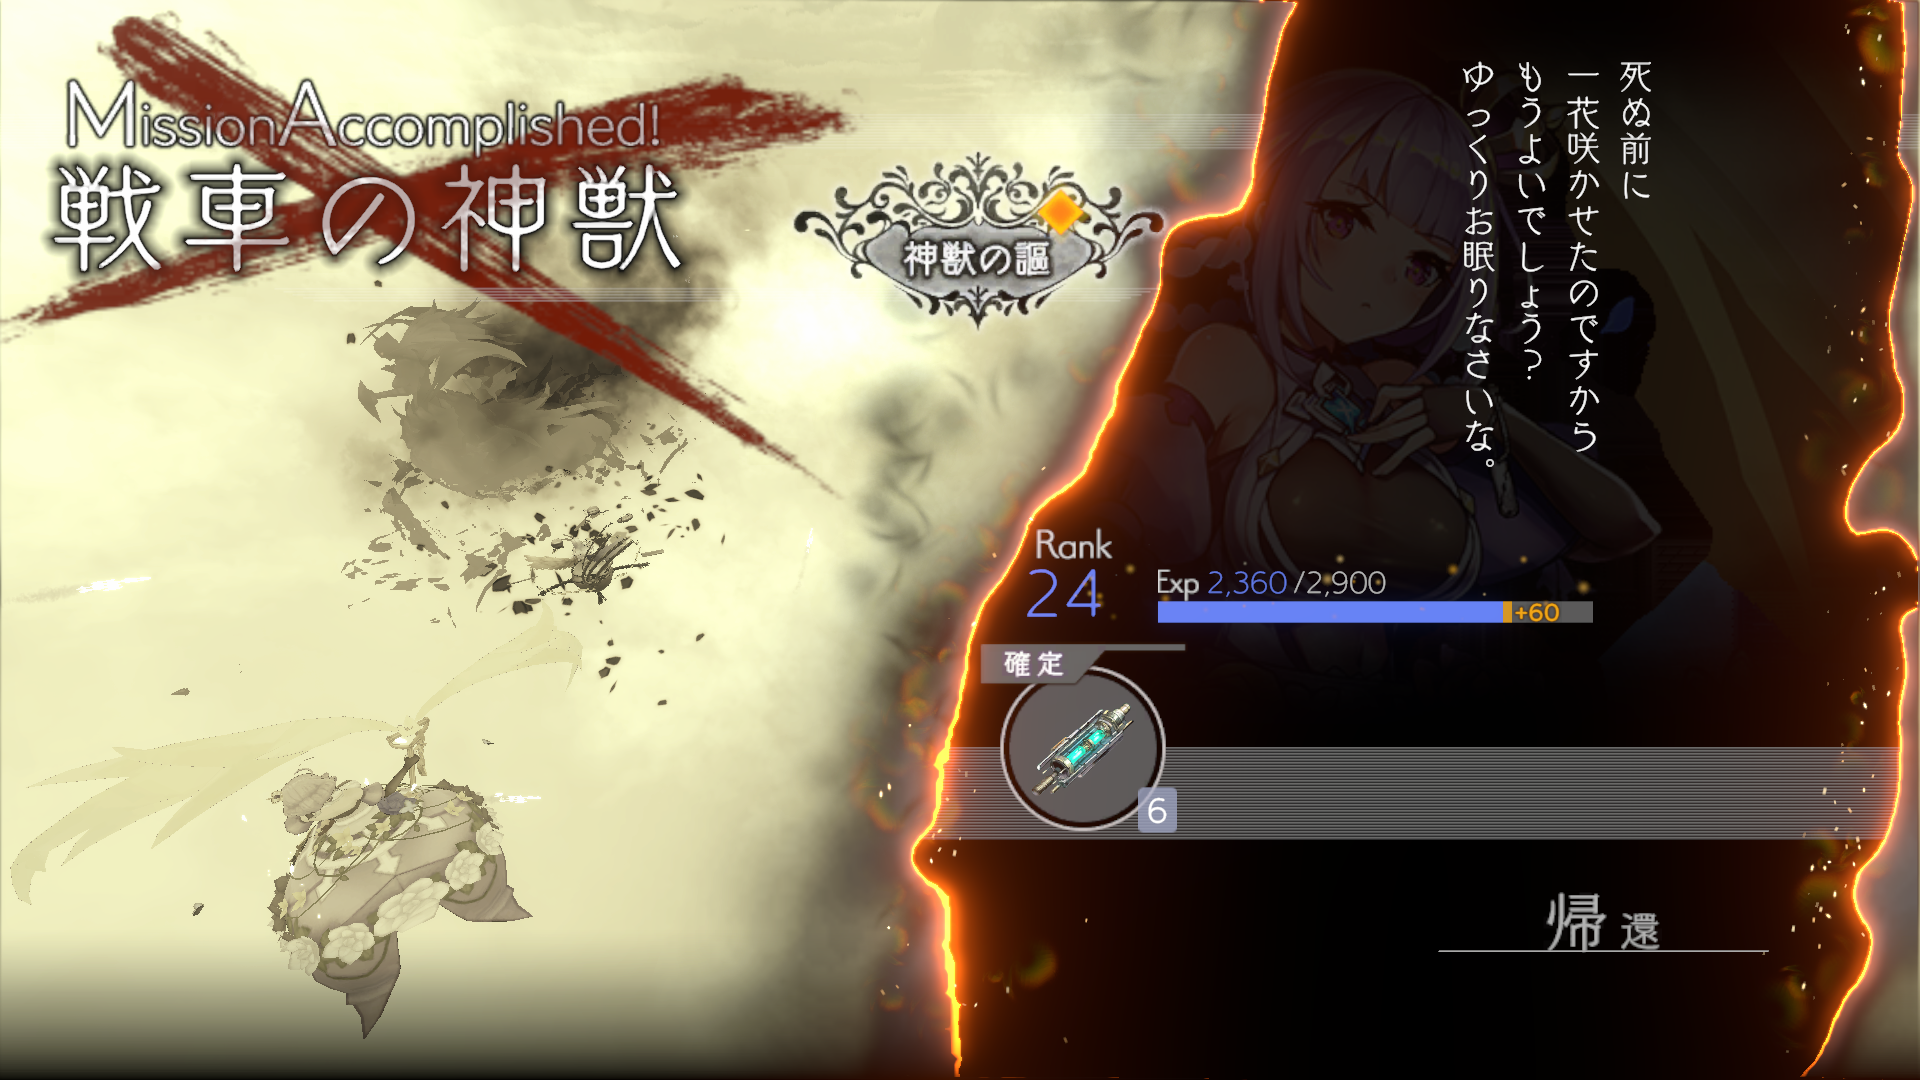 MissionAccomplished!
戦車の神獣
神獣の謳
死ぬ前に
一花咲かせたのですから
もうよいでしょう?
ゆっくりお眠りなさいな。
Rank
24
Exp 2,360/2,900
+60
確定
6
帰還